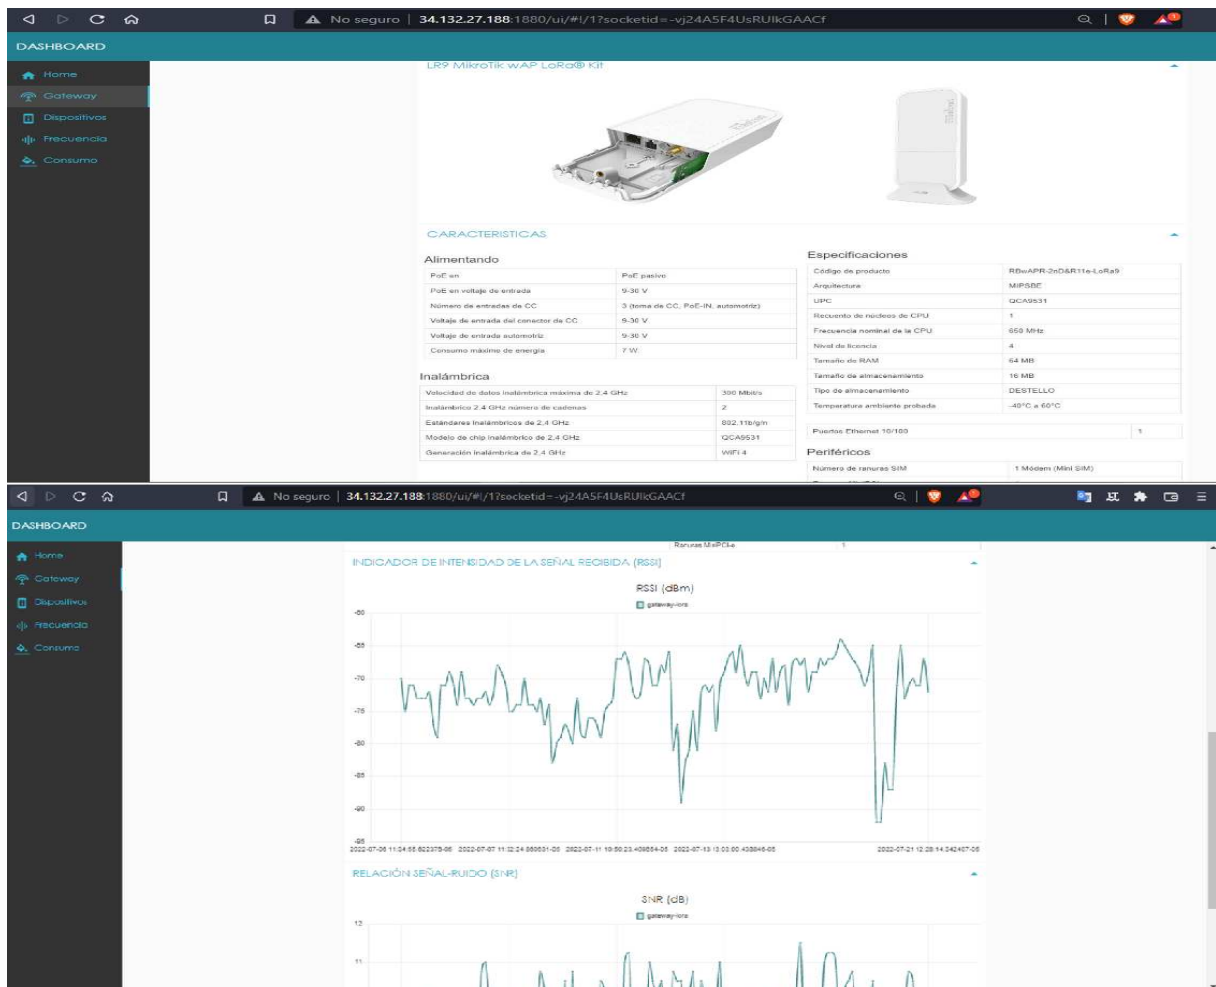 No seguro | 34.132.27.188:1880/ui/#!/1?socketid=-vj24A5F4UsRUIkGAACf
DASHBOARD
Home
Gateway
Dispositivos
Frecuencia
Consumo
LR9 MikroTik wAP LoRa® Kit
CARACTERISTICAS
Alimentando
PoE en PoE pasivo
PoE en voltaje de entrada 9-30 V
Número de entradas de CC 3 (toma de CC, PoE-IN, automotriz)
Voltaje de entrada del conector de CC 9-30 V
Voltaje de entrada automotriz 9-30 V
Consumo máximo de energía 7 W
Inalámbrica
Velocidad de datos inalámbrica máxima de 2,4 GHz 300 Mbit/s
Inalámbrico 2.4 GHz número de cadenas 2
Estándares inalámbricos de 2,4 GHz 802.11b/g/n
Modelo de chip inalámbrico de 2,4 GHz QCA9531
Generación inalámbrica de 2,4 GHz WIFI 4
Especificaciones
Código de producto RBwAPR-2nD&R11e-LoRa9
Arquitectura MIPSBE
UPC QCA9531
Recuento de núcleos de CPU 1
Frecuencia nominal de la CPU 650 MHz
Nivel de licencia 4
Tamaño de RAM 64 MB
Tamaño de almacenamiento 16 MB
Tipo de almacenamiento DESTELLO
Temperatura ambiente probada -40°C a 60°C
Puertos Ethernet 10/100 1
Periféricos
Número de ranuras SIM 1 Módem (Mini SIM)
No seguro | 34.132.27.188:1880/ui/#!/1?socketid=-vj24A5F4UsRUIkGAACf
DASHBOARD
Home
Gateway
Dispositivos
Frecuencia
Consumo
Ranuras MiniPCI-e 1
INDICADOR DE INTENSIDAD DE LA SEÑAL RECIBIDA (RSSI)
RSSI (dBm)
gateway-lora
-60
-65
-70
-75
-80
-85
-90
-95
2022-07-11 19:50:23.409554-05
RELACIÓN SEÑAL-RUIDO (SNR)
SNR (dB)
gateway-lora
12
11